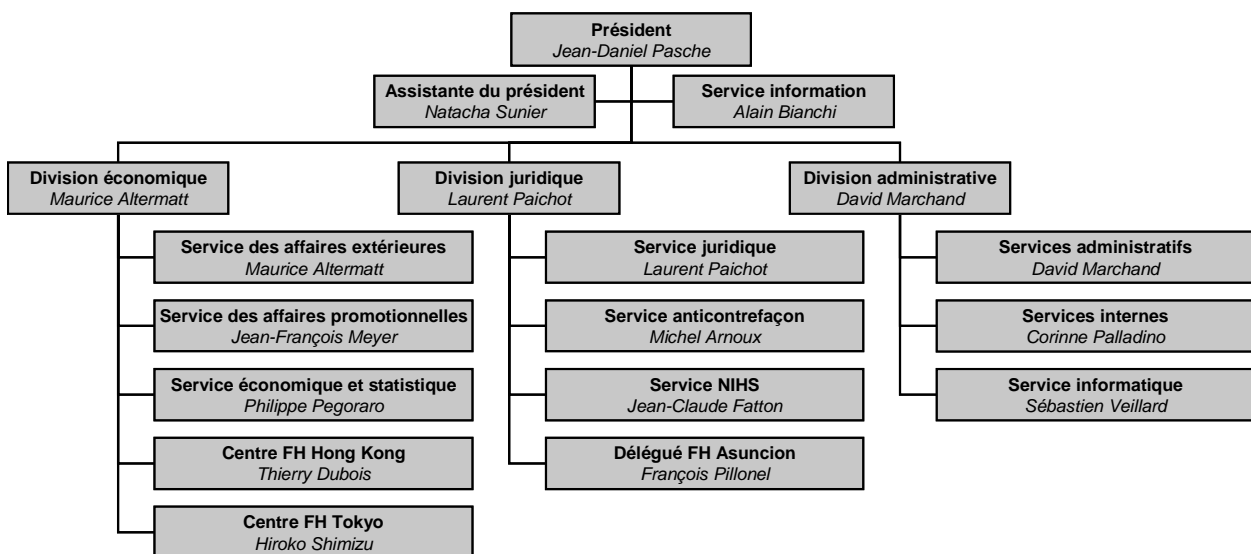 Président
Jean-Daniel Pasche
Assistante du président
Natacha Sunier
Service information
Alain Bianchi
Division économique
Maurice Altermatt
Service des affaires extérieures
Maurice Altermatt
Service des affaires promotionnelles
Jean-François Meyer
Service économique et statistique
Philippe Pegoraro
Centre FH Hong Kong
Thierry Dubois
Centre FH Tokyo
Hiroko Shimizu
Division juridique
Laurent Paichot
Service juridique
Laurent Paichot
Service anticontrefaçon
Michel Arnoux
Service NIHS
Jean-Claude Fatton
Délégué FH Asuncion
François Pillonel
Division administrative
David Marchand
Services administratifs
David Marchand
Services internes
Corinne Palladino
Service informatique
Sébastien Veillard